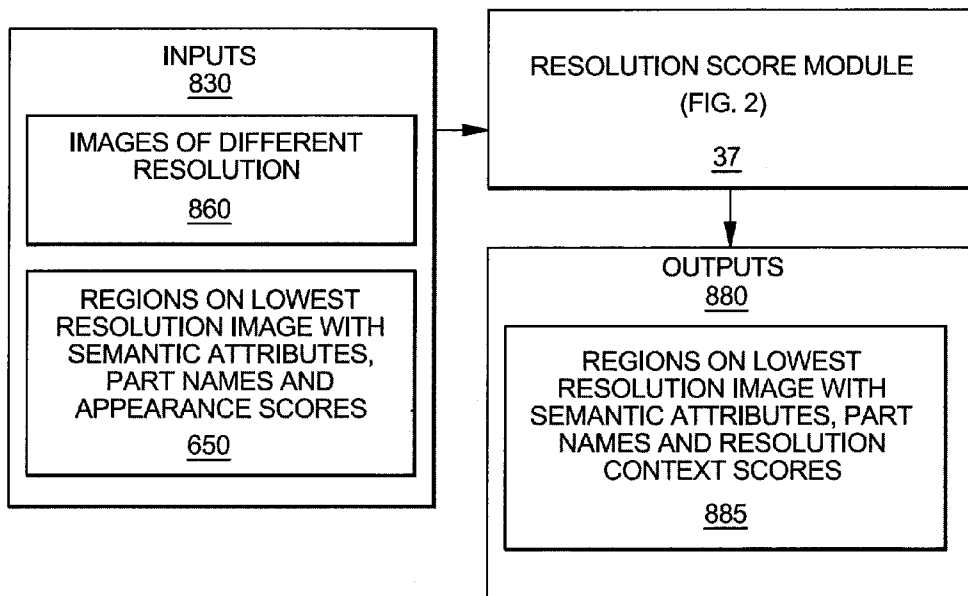 INPUTS
830
IMAGES OF DIFFERENT
RESOLUTION
860
REGIONS ON LOWEST
RESOLUTION IMAGE WITH
SEMANTIC ATTRIBUTES,
PART NAMES AND
APPEARANCE SCORES
650
RESOLUTION SCORE MODULE
(FIG. 2)
37
OUTPUTS
880
REGIONS ON LOWEST
RESOLUTION IMAGE WITH
SEMANTIC ATTRIBUTES, PART
NAMES AND RESOLUTION
CONTEXT SCORES
885